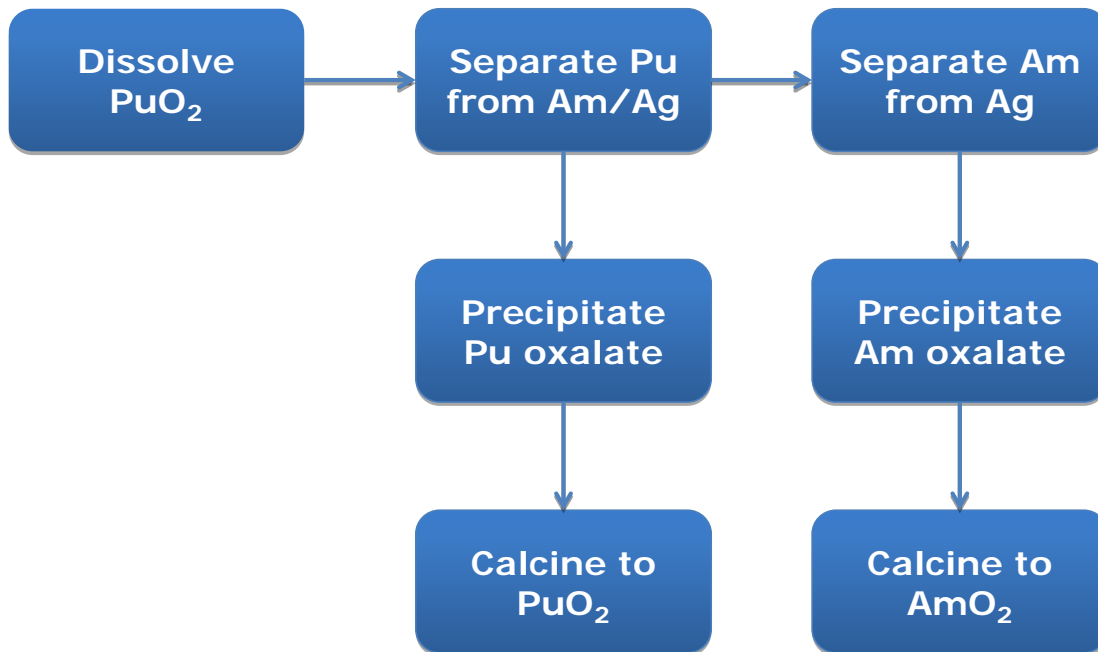 Dissolve
PuO₂
Separate Pu
from Am/Ag
Separate Am
from Ag
Precipitate
Pu oxalate
Precipitate
Am oxalate
Calcine to
PuO₂
Calcine to
AmO₂